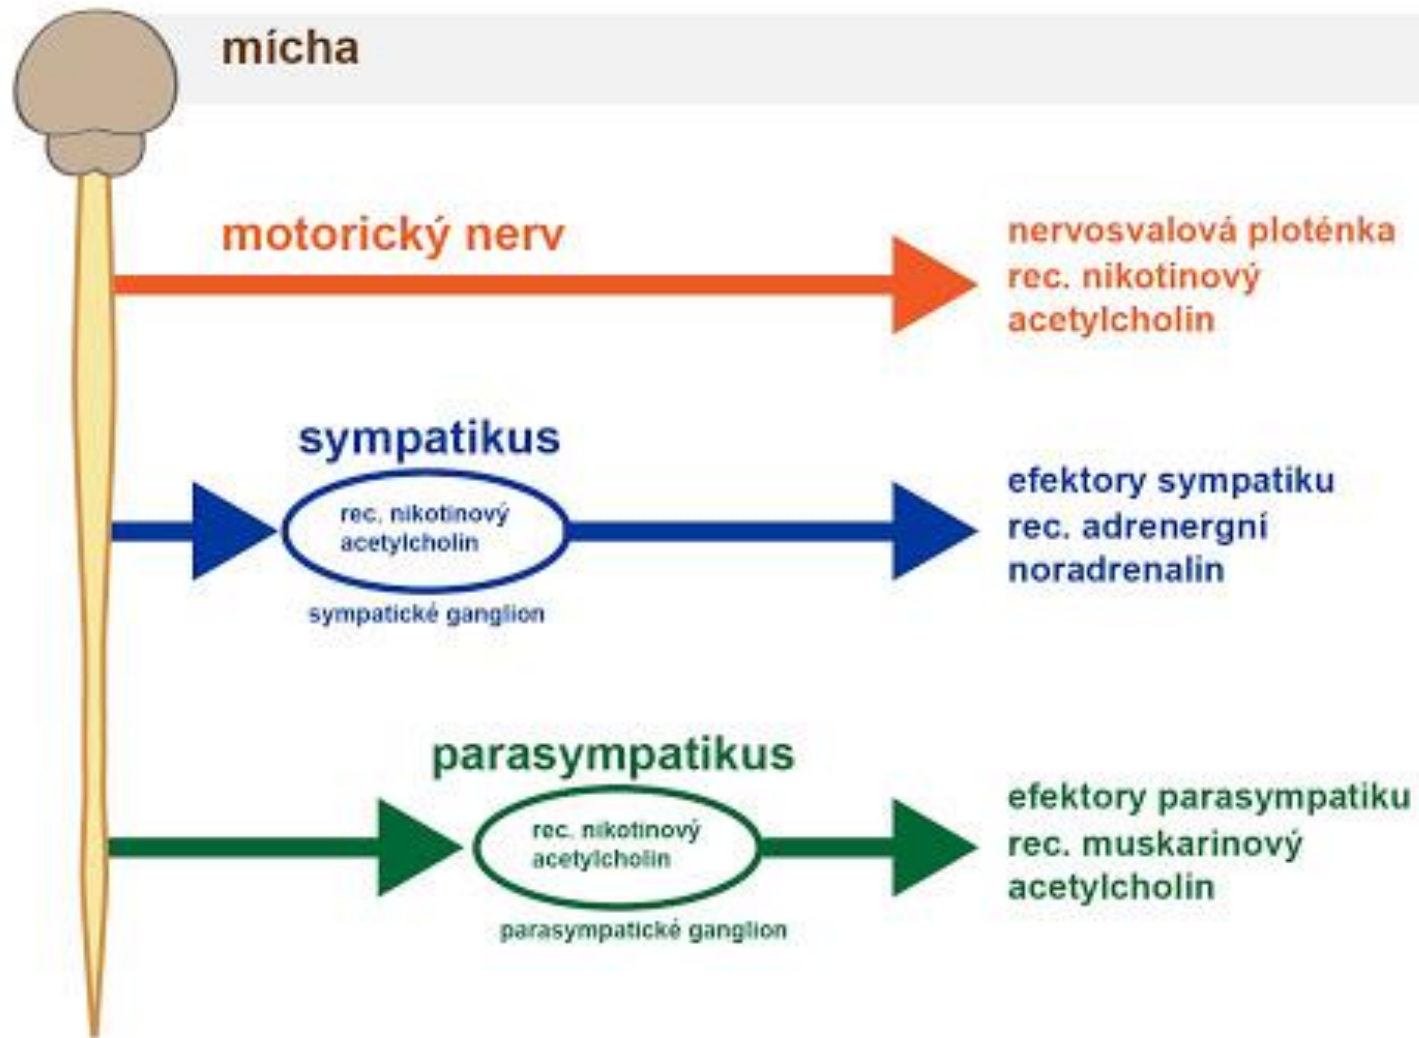 mícha
motorický nerv
nervosvalová ploténka
rec. nikotinový
acetylcholin
sympatikus
rec. nikotinový
acetylcholin
sympatické ganglion
efektory sympatiku
rec. adrenergní
noradrenalin
parasympatikus
rec. nikotinový
acetylcholin
parasympatické ganglion
efektory parasympatiku
rec. muskarinový
acetylcholin